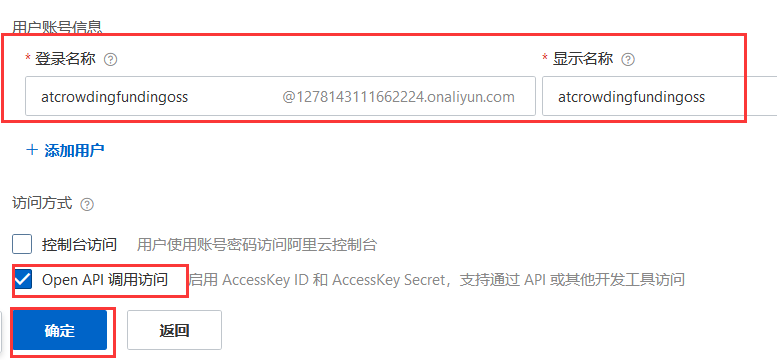 用户账号信息
* 登录名称 * 显示名称
atcrowdingfundingoss @1278143111662224.onaliyun.com atcrowdingfundingoss
+ 添加用户
访问方式
控制台访问 用户使用账号密码访问阿里云控制台
Open API 调用访问 启用 AccessKey ID 和 AccessKey Secret，支持通过 API 或其他开发工具访问
确定 返回